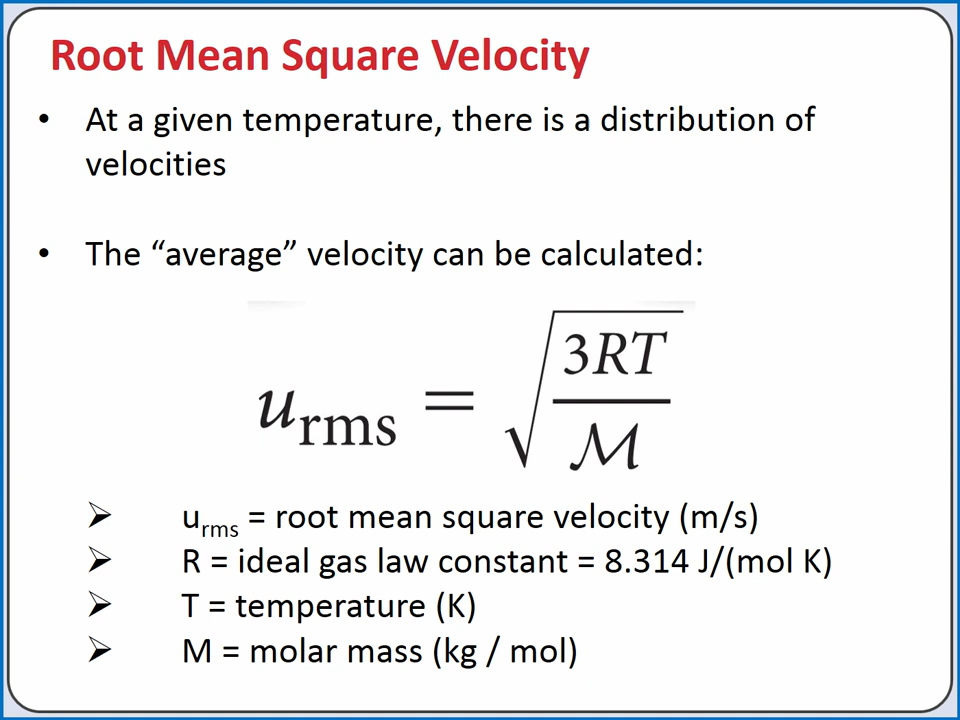 Root Mean Square Velocity
• At a given temperature, there is a distribution of
velocities
• The “average” velocity can be calculated:
u_rms = √(3RT / ℳ)
➢ u_rms = root mean square velocity (m/s)
➢ R = ideal gas law constant = 8.314 J/(mol K)
➢ T = temperature (K)
➢ M = molar mass (kg / mol)